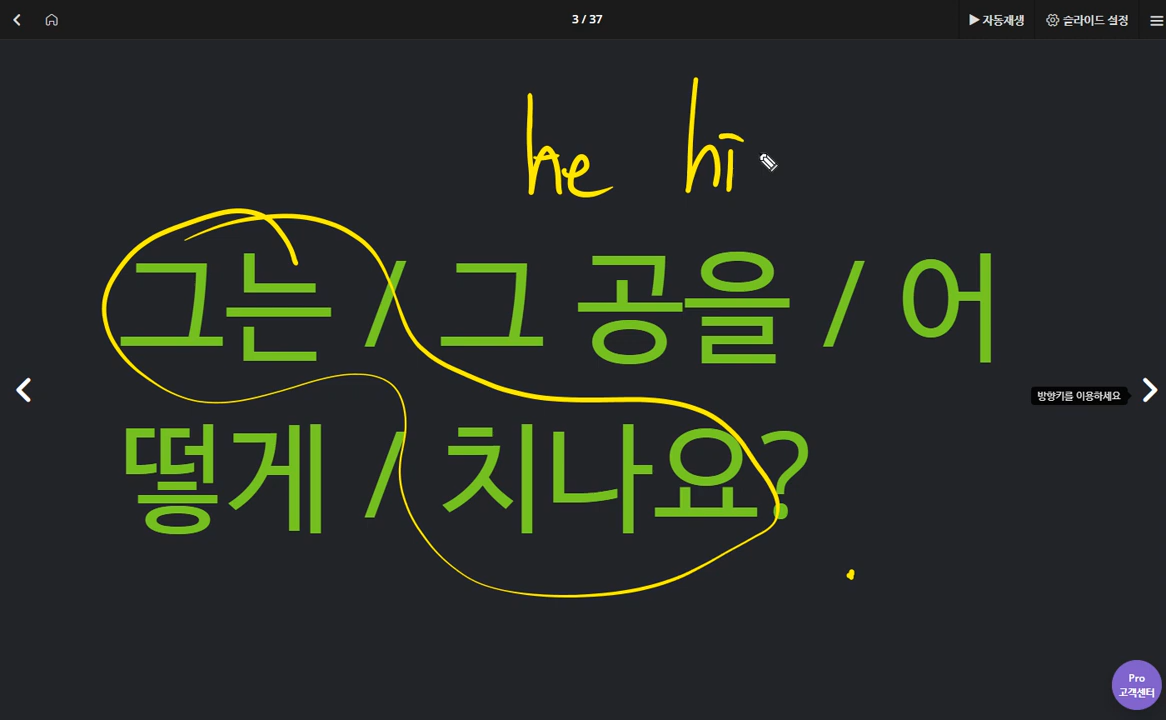 3 / 37
자동재생
슬라이드 설정
he hi
그는 / 그 공을 / 어
방향키를 이용하세요
떻게 / 치나요?
Pro
고객센터